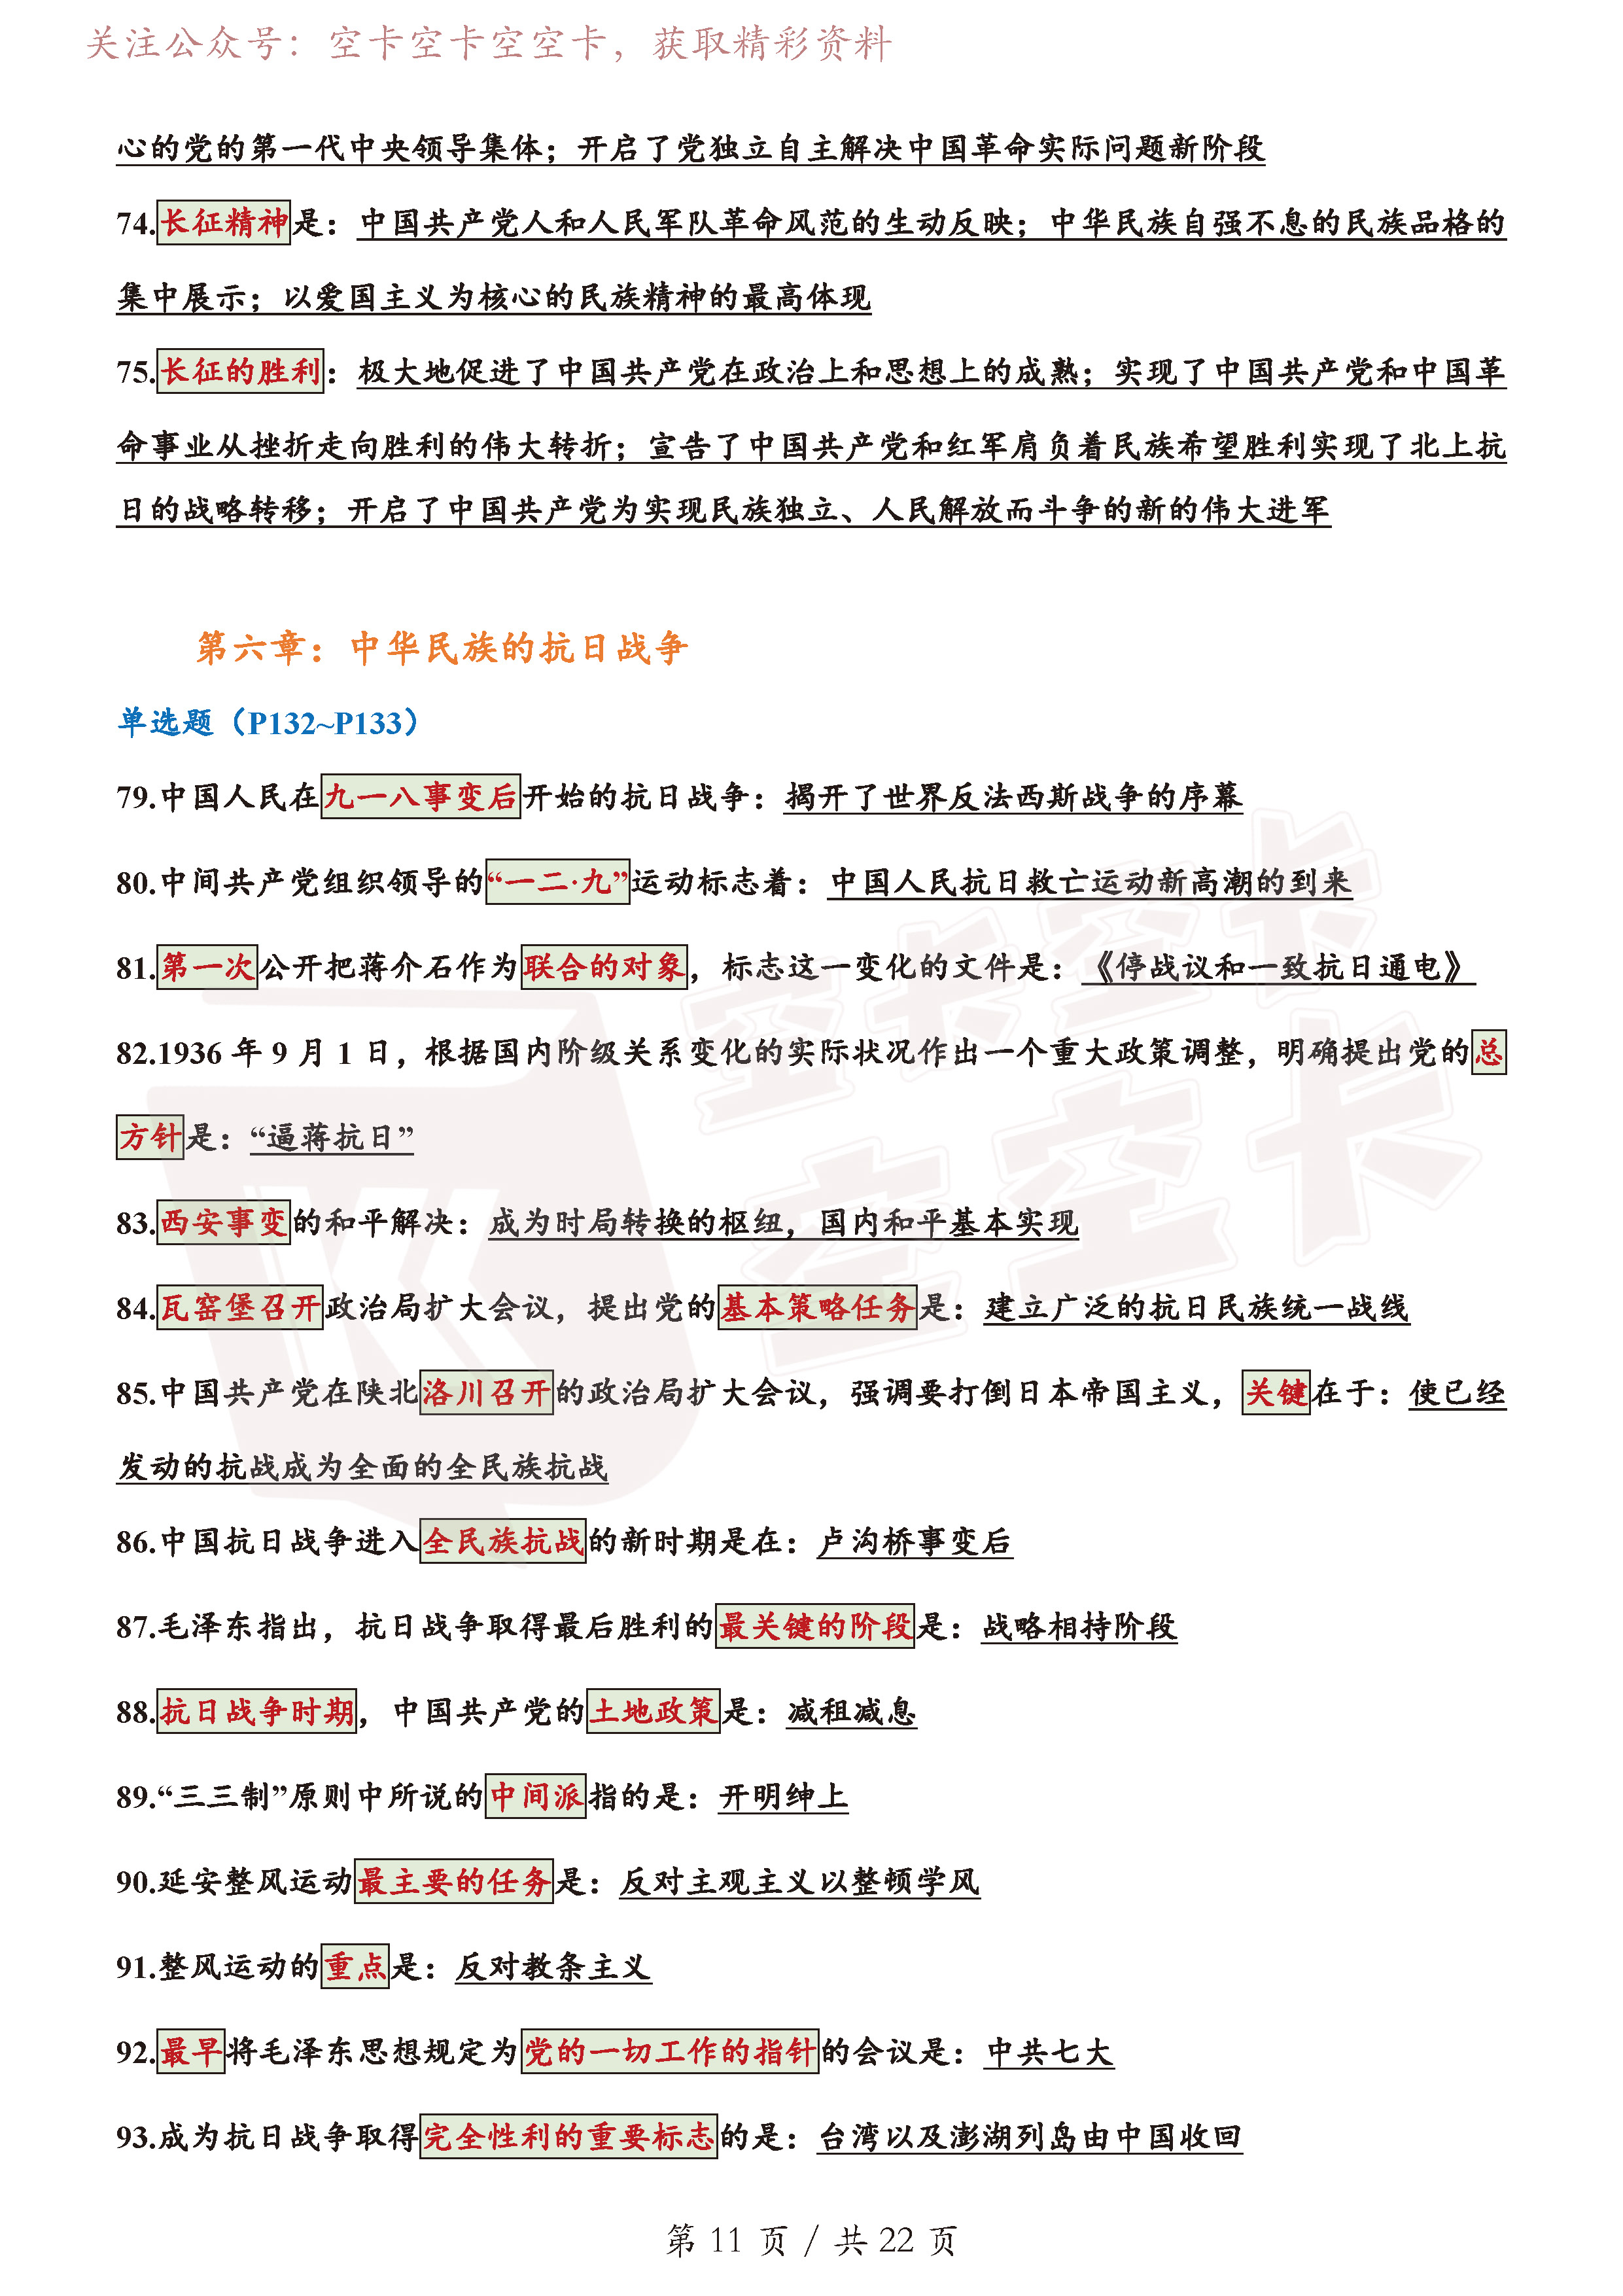 关注公众号：空卡空卡空空卡，获取精彩资料
心的党的第一代中央领导集体；开启了党独立自主解决中国革命实际问题新阶段
74.长征精神是：中国共产党人和人民军队革命风范的生动反映；中华民族自强不息的民族品格的
集中展示；以爱国主义为核心的民族精神的最高体现
75.长征的胜利：极大地促进了中国共产党在政治上和思想上的成熟；实现了中国共产党和中国革
命事业从挫折走向胜利的伟大转折；宣告了中国共产党和红军肩负着民族希望胜利实现了北上抗
日的战略转移；开启了中国共产党为实现民族独立、人民解放而斗争的新的伟大进军
第六章：中华民族的抗日战争
单选题（P132~P133）
79.中国人民在九一八事变后开始的抗日战争：揭开了世界反法西斯战争的序幕
80.中间共产党组织领导的“一二·九”运动标志着：中国人民抗日救亡运动新高潮的到来
81.第一次公开把蒋介石作为联合的对象，标志这一变化的文件是：《停战议和一致抗日通电》
82.1936 年 9 月 1 日，根据国内阶级关系变化的实际状况作出一个重大政策调整，明确提出党的总
方针是：“逼蒋抗日”
83.西安事变的和平解决：成为时局转换的枢纽，国内和平基本实现
84.瓦窑堡召开政治局扩大会议，提出党的基本策略任务是：建立广泛的抗日民族统一战线
85.中国共产党在陕北洛川召开的政治局扩大会议，强调要打倒日本帝国主义，关键在于：使已经
发动的抗战成为全面的全民族抗战
86.中国抗日战争进入全民族抗战的新时期是在：卢沟桥事变后
87.毛泽东指出，抗日战争取得最后胜利的最关键的阶段是：战略相持阶段
88.抗日战争时期，中国共产党的土地政策是：减租减息
89.“三三制”原则中所说的中间派指的是：开明绅上
90.延安整风运动最主要的任务是：反对主观主义以整顿学风
91.整风运动的重点是：反对教条主义
92.最早将毛泽东思想规定为党的一切工作的指针的会议是：中共七大
93.成为抗日战争取得完全性利的重要标志的是：台湾以及澎湖列岛由中国收回
空卡空卡
空空卡
第 11 页 / 共 22 页